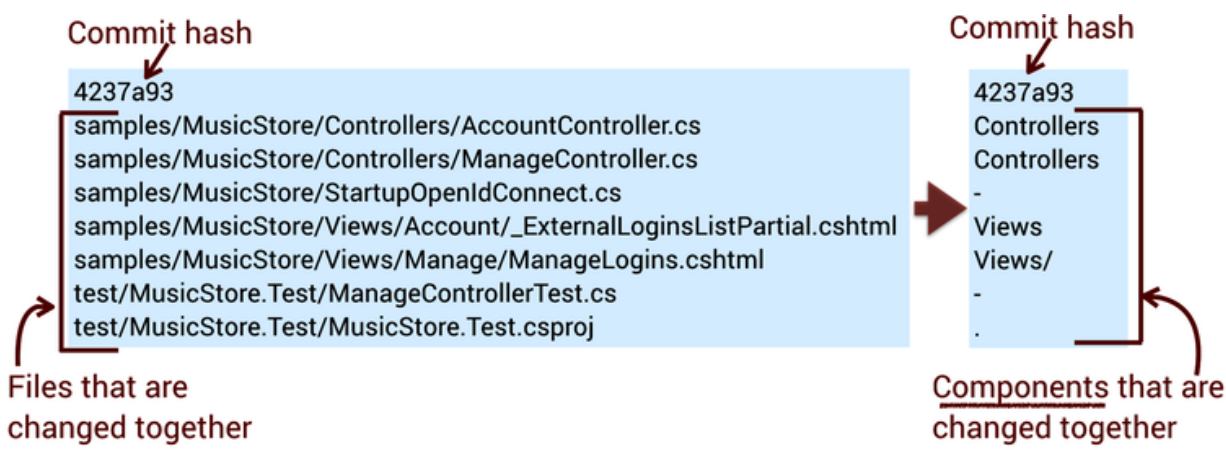 Commit hash
4237a93
samples/MusicStore/Controllers/AccountController.cs
samples/MusicStore/Controllers/ManageController.cs
samples/MusicStore/StartupOpenIdConnect.cs
samples/MusicStore/Views/Account/_ExternalLoginsListPartial.cshtml
samples/MusicStore/Views/Manage/ManageLogins.cshtml
test/MusicStore.Test/ManageControllerTest.cs
test/MusicStore.Test/MusicStore.Test.csproj
Files that are
changed together
Commit hash
4237a93
Controllers
Controllers
-
Views
Views/
-
.
Components that are
changed together